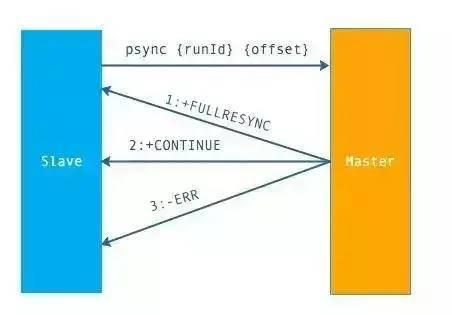 psync {runId} {offset}
1:+FULLRESYNC
2:+CONTINUE
Slave
Master
3:-ERR